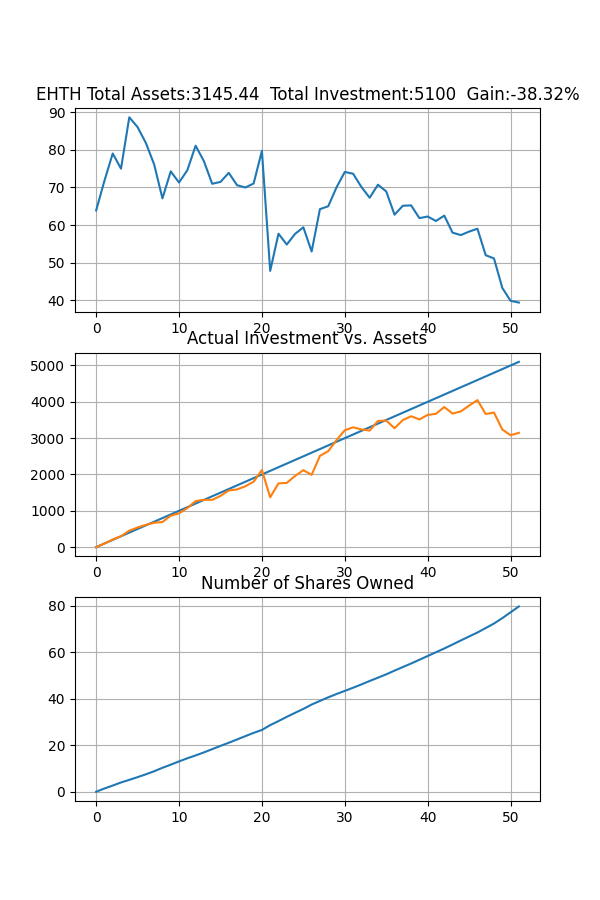 EHTH Total Assets:3145.44  Total Investment:5100  Gain:-38.32%
90
80
70
60
50
40
0 10 20 30 40 50
Actual Investment vs. Assets
5000
4000
3000
2000
1000
0
0 10 20 30 40 50
Number of Shares Owned
80
60
40
20
0
0 10 20 30 40 50